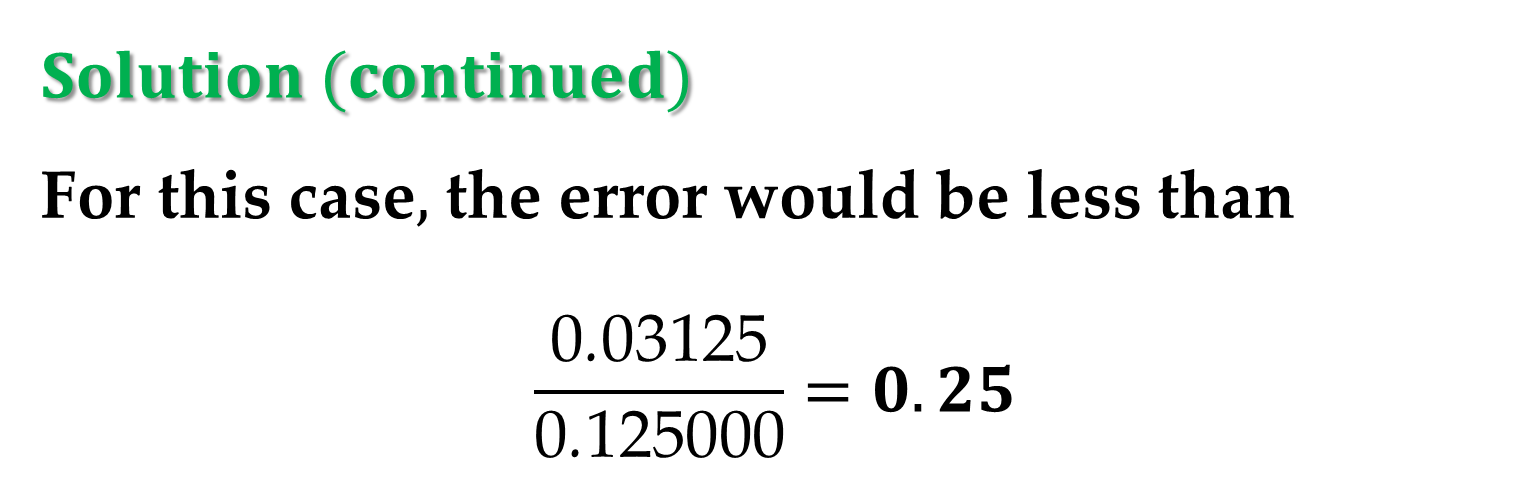 Solution (continued)
For this case, the error would be less than
0.03125
0.125000
= 0.25